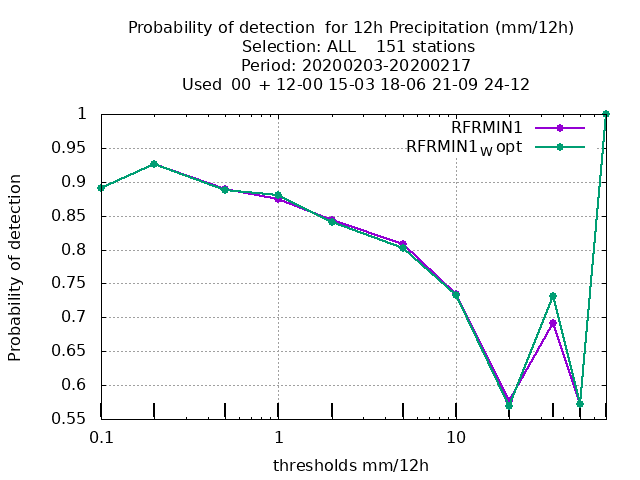 Probability of detection  for 12h Precipitation (mm/12h)
Selection: ALL    151 stations
Period: 20200203-20200217
Used  00 + 12-00 15-03 18-06 21-09 24-12
RFRMIN1
RFRMIN1W opt
Probability of detection
1
0.95
0.9
0.85
0.8
0.75
0.7
0.65
0.6
0.55
0.1 1 10
thresholds mm/12h